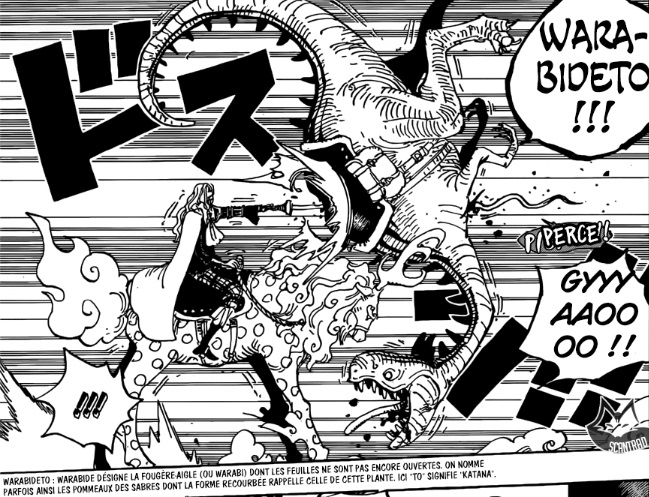 WARA-
BIDETO
!!!
ドスッ
PIPERCE!!
GYYY
AAOO
OO !!
!!!
SCANTRAD
WARABIDETO : WARABIDE DÉSIGNE LA FOUGÈRE-AIGLE (OU WARABI) DONT LES FEUILLES NE SONT PAS ENCORE OUVERTES. ON NOMME
PARFOIS AINSI LES POMMEAUX DES SABRES DONT LA FORME RECOURBÉE RAPPELLE CELLE DE CETTE PLANTE. ICI "TO" SIGNIFIE "KATANA".